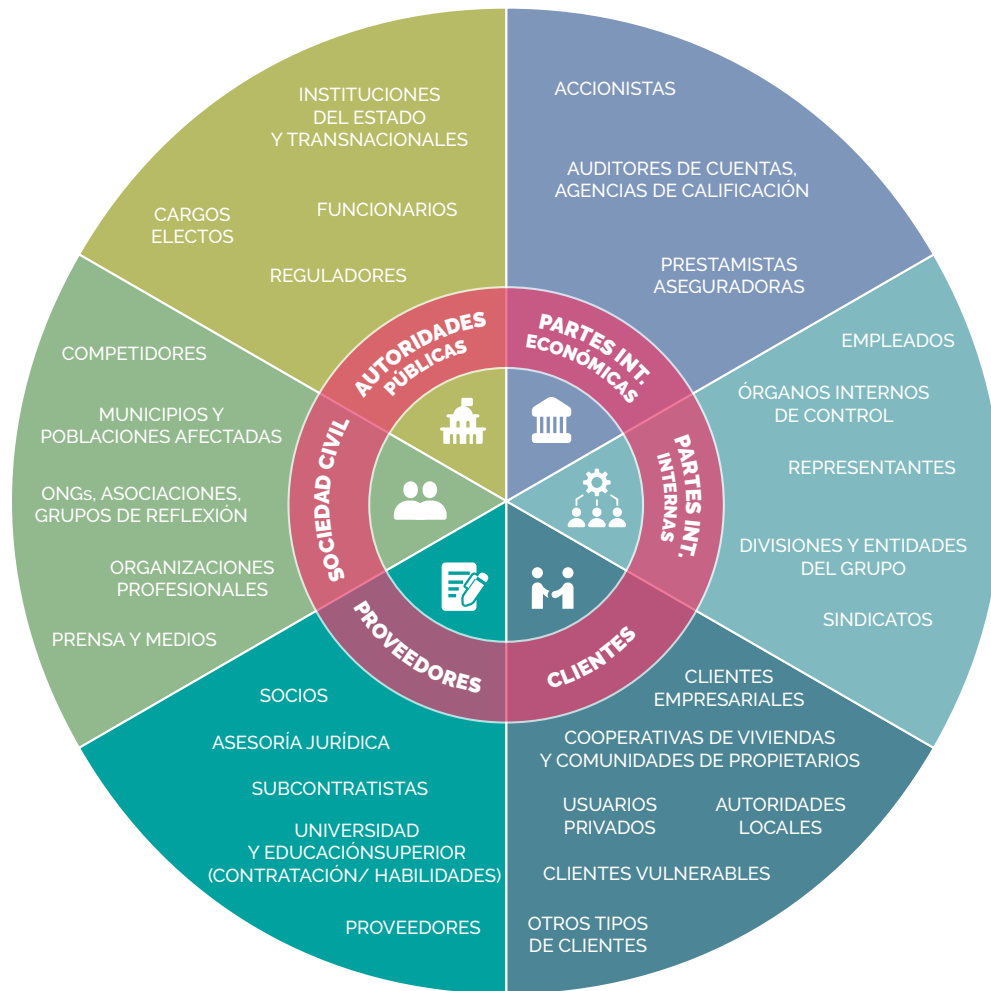 INSTITUCIONES
DEL ESTADO
Y TRANSNACIONALES
CARGOS
ELECTOS
FUNCIONARIOS
REGULADORES
AUTORIDADES
PÚBLICAS
ACCIONISTAS
AUDITORES DE CUENTAS,
AGENCIAS DE CALIFICACIÓN
PRESTAMISTAS
ASEGURADORAS
PARTES INT.
ECONÓMICAS
EMPLEADOS
ÓRGANOS INTERNOS
DE CONTROL
REPRESENTANTES
DIVISIONES Y ENTIDADES
DEL GRUPO
SINDICATOS
PARTES INT.
INTERNAS
CLIENTES
CLIENTES
EMPRESARIALES
COOPERATIVAS DE VIVIENDAS
Y COMUNIDADES DE PROPIETARIOS
USUARIOS
PRIVADOS
AUTORIDADES
LOCALES
CLIENTES VULNERABLES
OTROS TIPOS
DE CLIENTES
PROVEEDORES
SOCIOS
ASESORÍA JURÍDICA
SUBCONTRATISTAS
UNIVERSIDAD
Y EDUCACIÓNSUPERIOR
(CONTRATACIÓN/ HABILIDADES)
PROVEEDORES
SOCIEDAD CIVIL
COMPETIDORES
MUNICIPIOS Y
POBLACIONES AFECTADAS
ONGs, ASOCIACIONES,
GRUPOS DE REFLEXIÓN
ORGANIZACIONES
PROFESIONALES
PRENSA Y MEDIOS